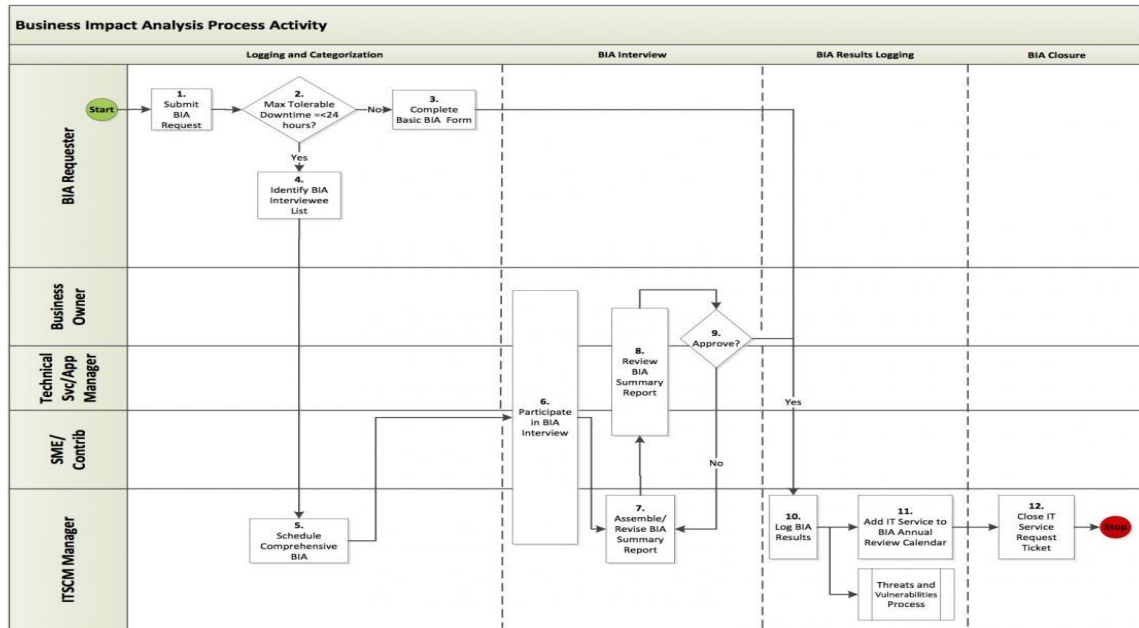 Business Impact Analysis Process Activity
Logging and Categorization
BIA Interview
BIA Results Logging
BIA Closure
BIA Requester
Start
1.
Submit
BIA
Request
2.
Max Tolerable
Downtime =<24
hours?
No
3.
Complete
Basic BIA Form
Yes
4.
Identify BIA
Interviewee
List
Business
Owner
Technical
Svc/App
Manager
SME/
Contrib
6.
Participate
in BIA
Interview
8.
Review
BIA
Summary
Report
9.
Approve?
Yes
No
ITSCM Manager
5.
Schedule
Comprehensive
BIA
7.
Assemble/
Revise BIA
Summary
Report
10.
Log BIA
Results
11.
Add IT Service to
BIA Annual
Review Calendar
Threats and
Vulnerabilities
Process
12.
Close IT
Service
Request
Ticket
Stop